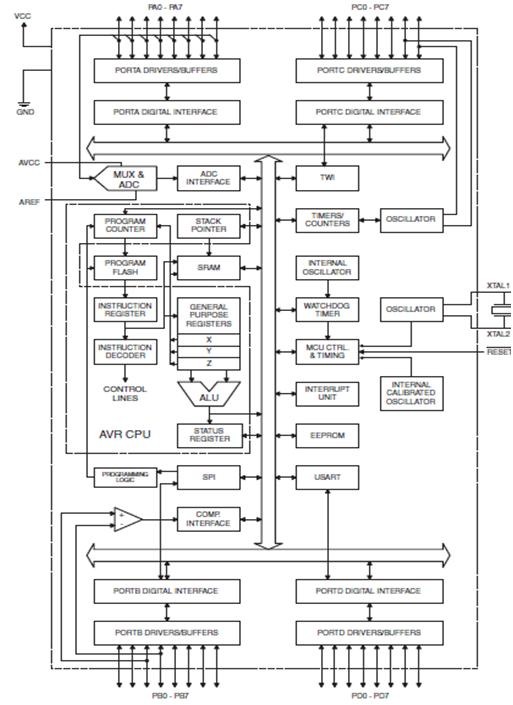 PA0 - PA7
PC0 - PC7
VCC
PORTA DRIVERS/BUFFERS
PORTC DRIVERS/BUFFERS
GND
PORTA DIGITAL INTERFACE
PORTC DIGITAL INTERFACE
AVCC
MUX &
ADC
ADC
INTERFACE
TWI
AREF
PROGRAM
COUNTER
STACK
POINTER
TIMERS/
COUNTERS
OSCILLATOR
PROGRAM
FLASH
SRAM
INTERNAL
OSCILLATOR
XTAL1
INSTRUCTION
REGISTER
GENERAL
PURPOSE
REGISTERS
WATCHDOG
TIMER
OSCILLATOR
XTAL2
X
Y
Z
INSTRUCTION
DECODER
MCU CTRL.
& TIMING
RESET
CONTROL
LINES
ALU
INTERRUPT
UNIT
INTERNAL
CALIBRATED
OSCILLATOR
AVR CPU
STATUS
REGISTER
EEPROM
PROGRAMMING
LOGIC
SPI
USART
+
-
COMP.
INTERFACE
PORTB DIGITAL INTERFACE
PORTD DIGITAL INTERFACE
PORTB DRIVERS/BUFFERS
PORTD DRIVERS/BUFFERS
PB0 - PB7
PD0 - PD7